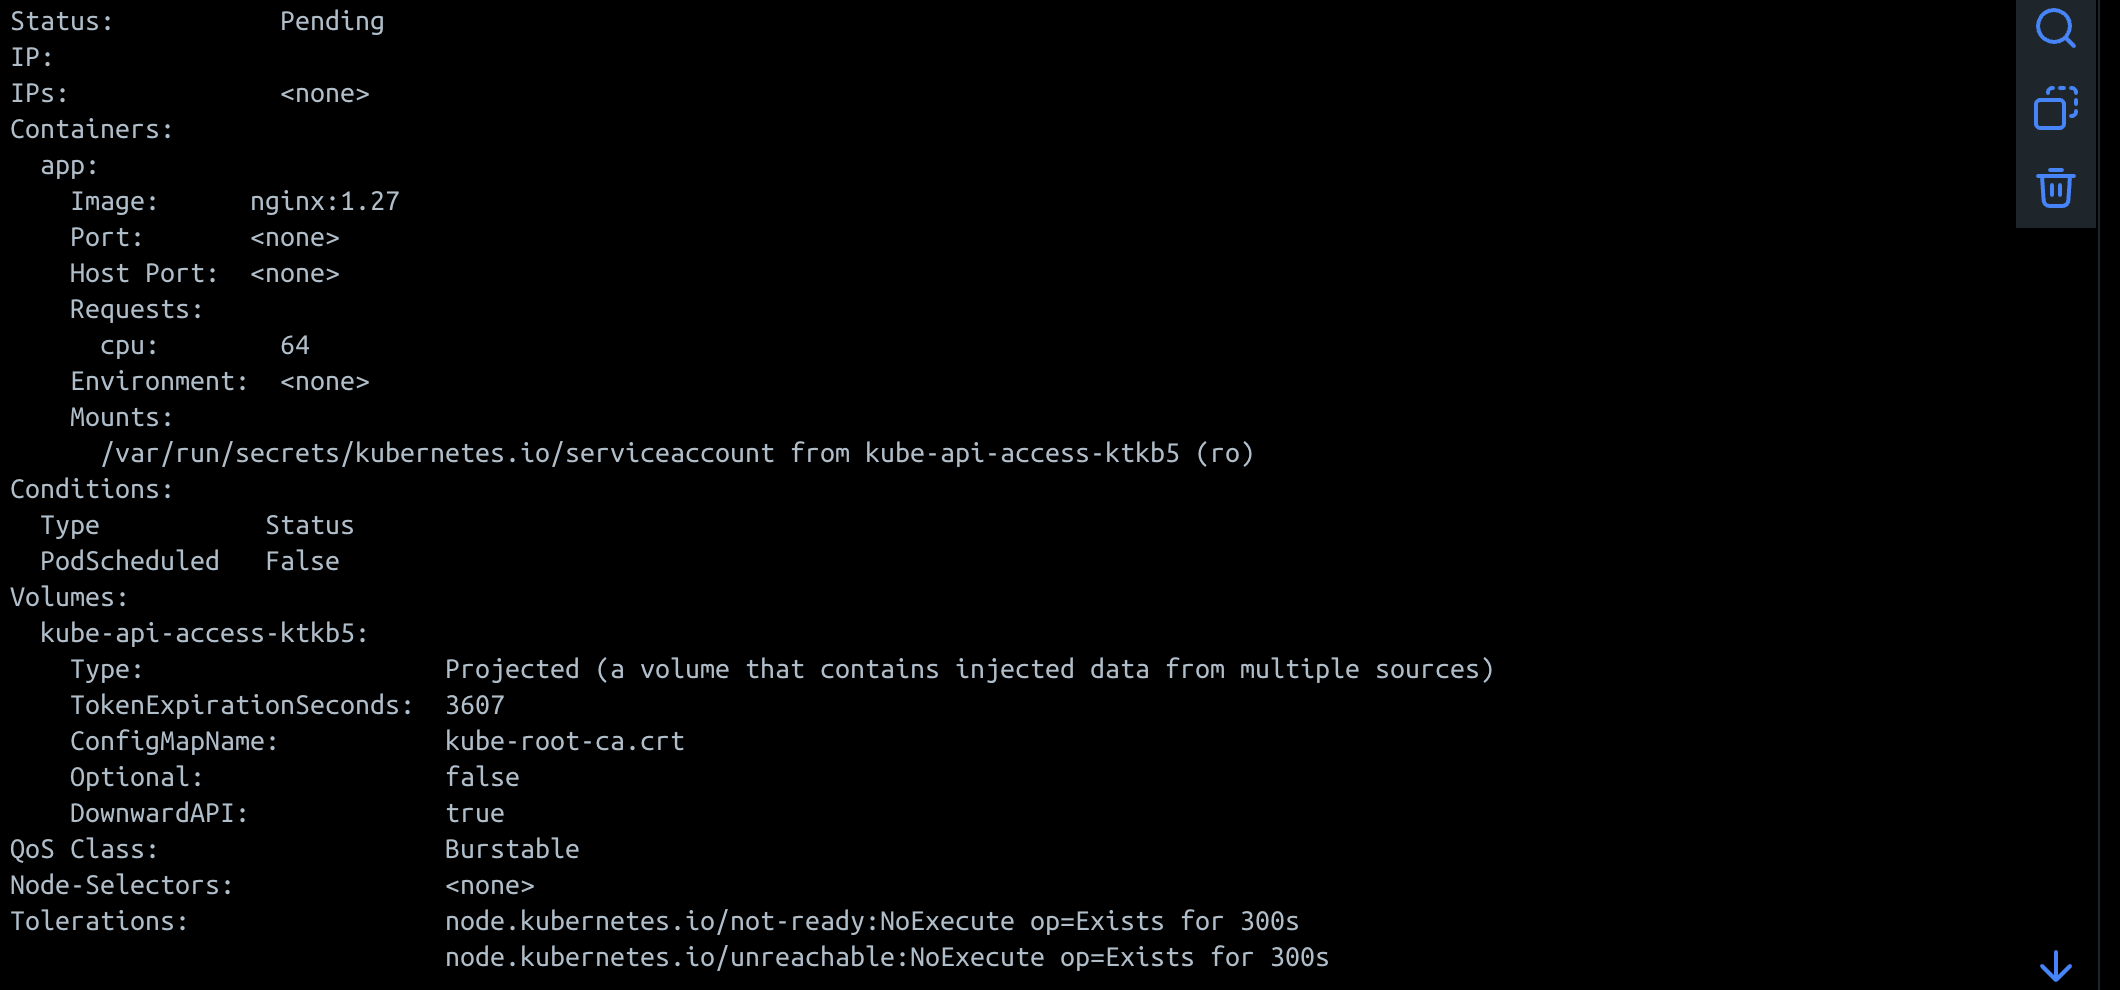 Status:           Pending
IP:
IPs:              <none>
Containers:
  app:
    Image:      nginx:1.27
    Port:       <none>
    Host Port:  <none>
    Requests:
      cpu:        64
    Environment:  <none>
    Mounts:
      /var/run/secrets/kubernetes.io/serviceaccount from kube-api-access-ktkb5 (ro)
Conditions:
  Type           Status
  PodScheduled   False
Volumes:
  kube-api-access-ktkb5:
    Type:                    Projected (a volume that contains injected data from multiple sources)
    TokenExpirationSeconds:  3607
    ConfigMapName:           kube-root-ca.crt
    Optional:                false
    DownwardAPI:             true
QoS Class:                   Burstable
Node-Selectors:              <none>
Tolerations:                 node.kubernetes.io/not-ready:NoExecute op=Exists for 300s
                             node.kubernetes.io/unreachable:NoExecute op=Exists for 300s